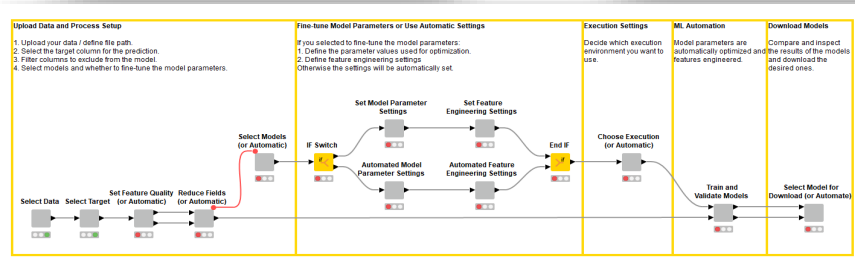 Upload Data and Process Setup
1. Upload your data / define file path.
2. Select the target column for the prediction.
3. Filter columns to exclude from the model.
4. Select models and whether to fine-tune the model parameters.
Fine-tune Model Parameters or Use Automatic Settings
If you selected to fine-tune the model parameters:
1. Define the parameter values used for optimization.
2. Define feature engineering settings
Otherwise the settings will be automatically set.
Execution Settings
Decide which execution
environment you want to
use.
ML Automation
Model parameters are
automatically optimized and
features engineered.
Download Models
Compare and inspect
the results of the models
and download the
desired ones.
Set Model Parameter
Settings
Set Feature
Engineering Settings
Select Models
(or Automatic)
IF Switch
End IF
Choose Execution
(or Automatic)
Automated Model
Parameter Settings
Automated Feature
Engineering Settings
Select Data
Select Target
Set Feature Quality
(or Automatic)
Reduce Fields
(or Automatic)
Train and
Validate Models
Select Model for
Download (or Automate)